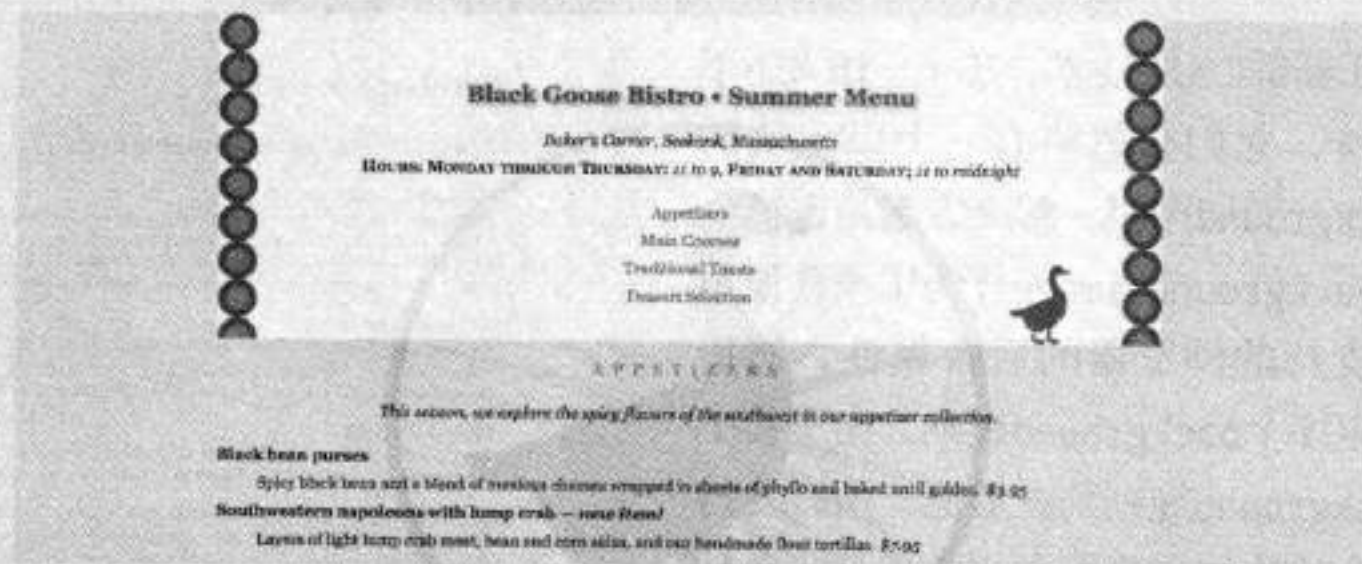 Black Goose Bistro • Summer Menu
Baker's Corner, Seekonk, Massachusetts
Hours: Monday through Thursday: 11 to 9, Friday and Saturday; 11 to midnight
Appetizers
Main Courses
Traditional Toasts
Dessert Selection
APPETIZERS
This season, we explore the spicy flavors of the southwest in our appetizer collection.
Black bean purses
Spicy black bean and a blend of mexican cheeses wrapped in sheets of phyllo and baked until golden. $3.95
Southwestern napoleons with lump crab — new item!
Layers of light lump crab meat, bean and corn salsa, and our handmade flour tortillas. $7.95